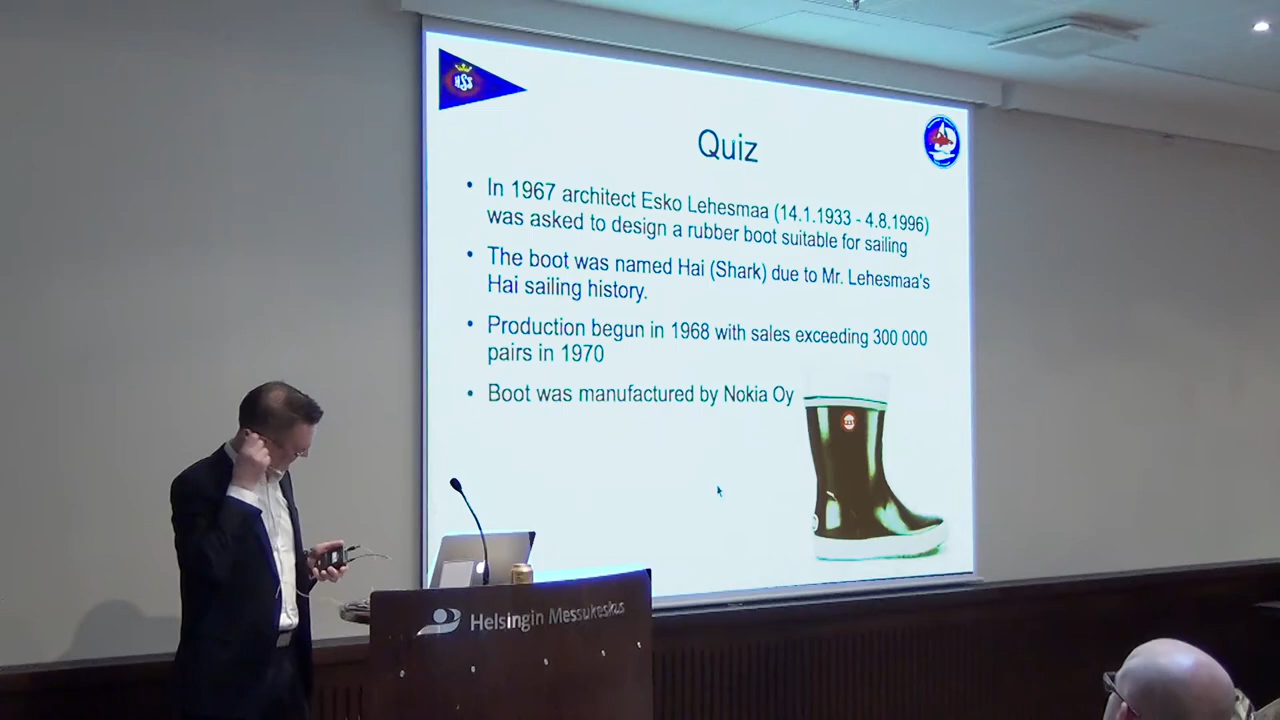 HSS
Quiz
• In 1967 architect Esko Lehesmaa (14.1.1933 - 4.8.1996)
was asked to design a rubber boot suitable for sailing
• The boot was named Hai (Shark) due to Mr. Lehesmaa's
Hai sailing history.
• Production begun in 1968 with sales exceeding 300 000
pairs in 1970
• Boot was manufactured by Nokia Oy
Helsingin Messukeskus